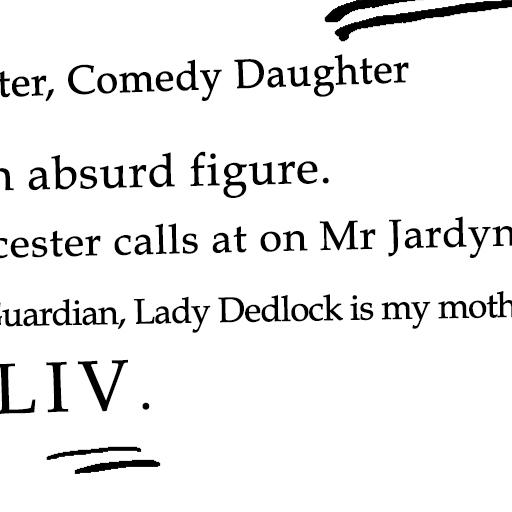 ter, Comedy Daughter
absurd figure.
cester calls at on Mr Jardyn
Guardian, Lady Dedlock is my moth
LIV.